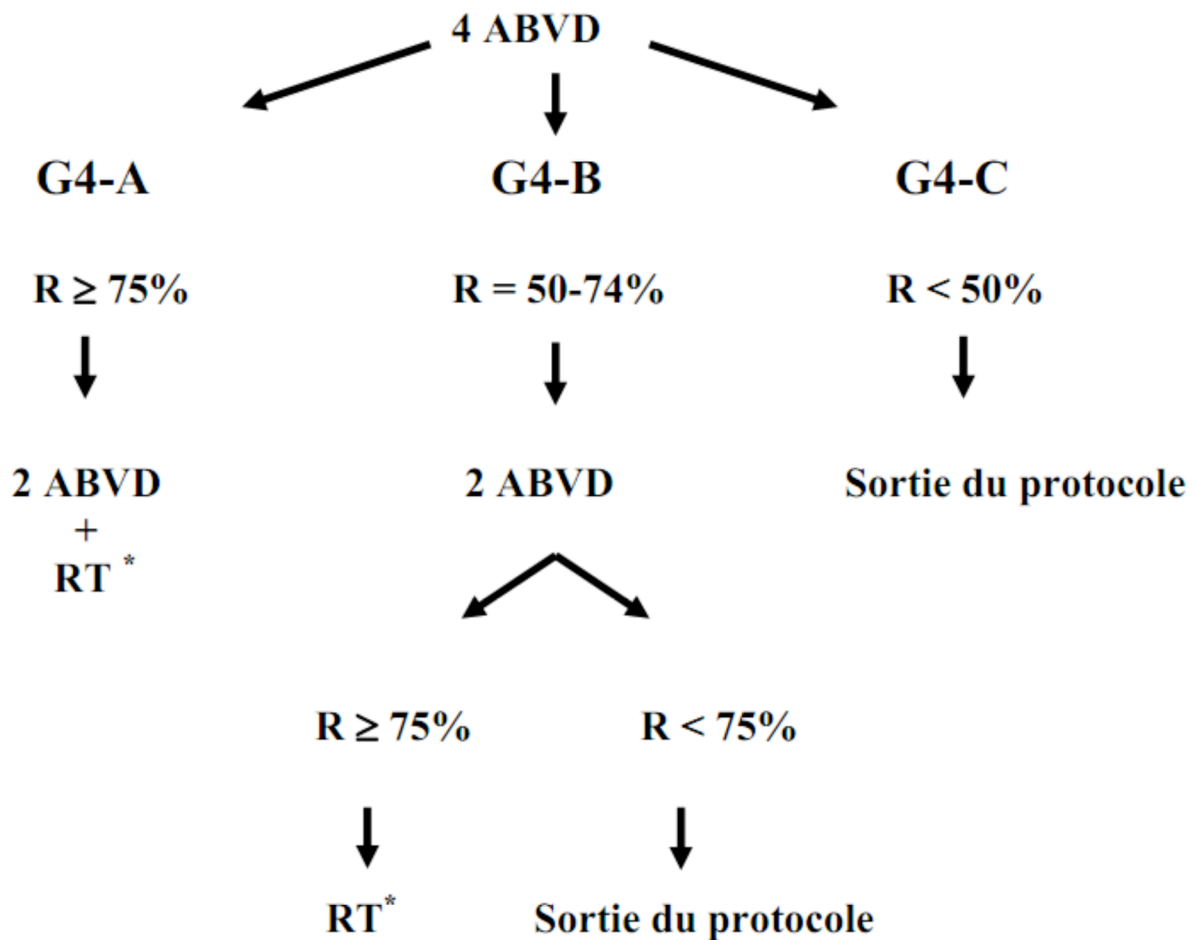 4 ABVD
G4-A G4-B G4-C
R ≥ 75% R = 50-74% R < 50%
2 ABVD 2 ABVD Sortie du protocole
+
RT *
R ≥ 75% R < 75%
RT* Sortie du protocole